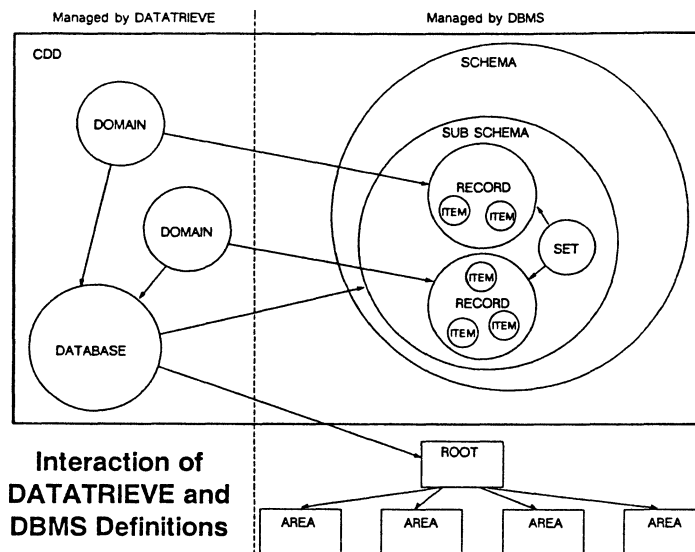 Managed by DATATRIEVE
Managed by DBMS
CDD
SCHEMA
DOMAIN
SUB SCHEMA
RECORD
ITEM
ITEM
DOMAIN
SET
ITEM
RECORD
ITEM
ITEM
DATABASE
ROOT
Interaction of
DATATRIEVE and
DBMS Definitions
AREA
AREA
AREA
AREA